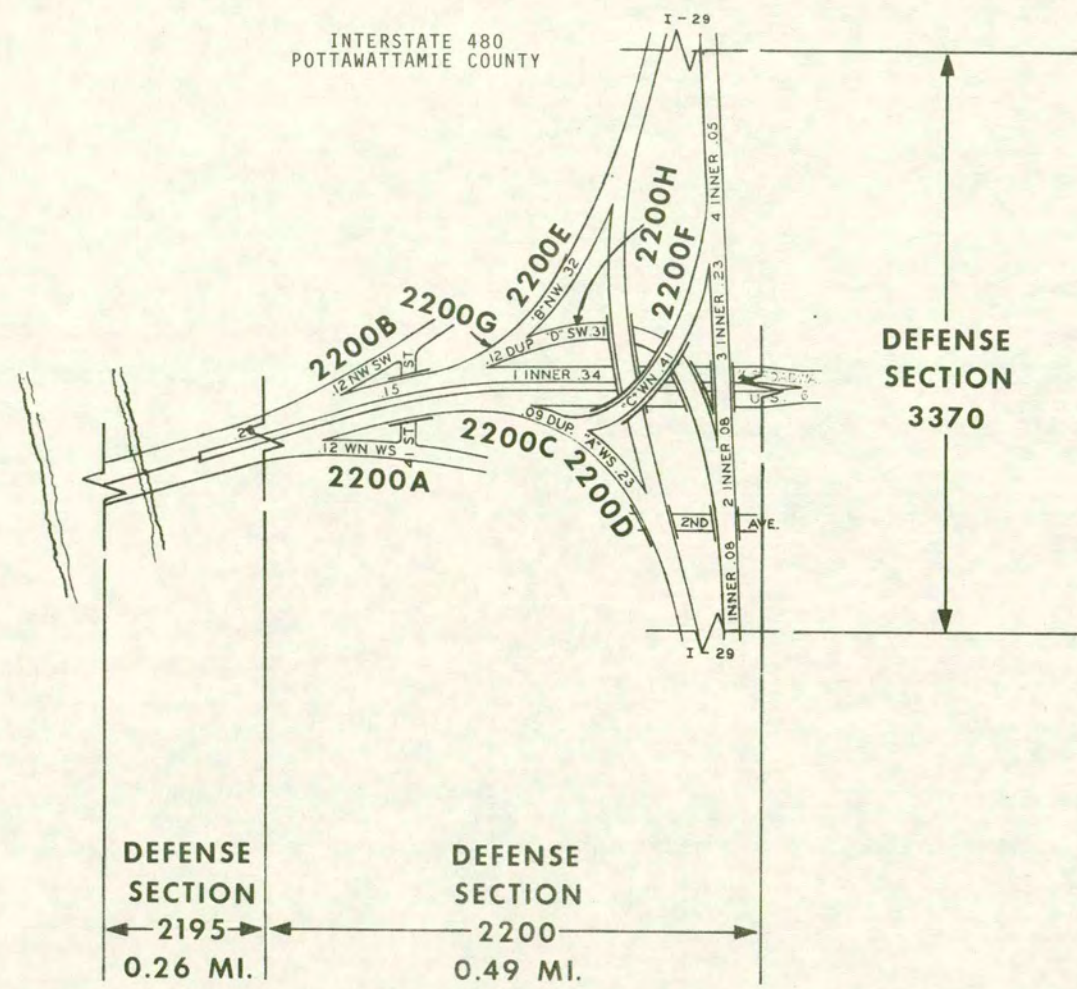 I-29
INTERSTATE 480
POTTAWATTAMIE COUNTY
4 INNER .05
2200H
2200F
2200E
"B" NW .32
2200G
2200B
.12 NW SW
ST
.15
.12 DUP
"D" SW .31
1 INNER .34
"C" WN .41
3 INNER .23
U.S. 6
DEFENSE
SECTION
3370
.09 DUP.
"A" WS .23
2200C
2200D
.12 WN WS
ST
2200A
2 INNER .08
2ND AVE.
INNER .08
I-29
DEFENSE
SECTION
2195
0.26 MI.
DEFENSE
SECTION
2200
0.49 MI.